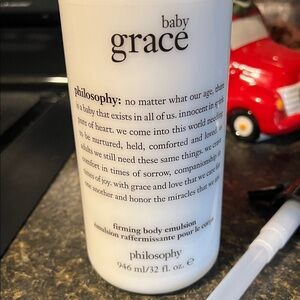 baby
grace
philosophy: no matter what our age, there
is a baby that exists in all of us. innocent in spirit,
pure of heart. we come into this world needing
to be nurtured, held, comforted and loved. as
adults we still need these same things. we crave
comfort in times of sorrow, companionship in
times of joy. with grace and love that we care for
one another and honor the miracles that we are.
firming body emulsion
émulsion raffermissante pour le corps
philosophy
946 ml/32 fl. oz. e